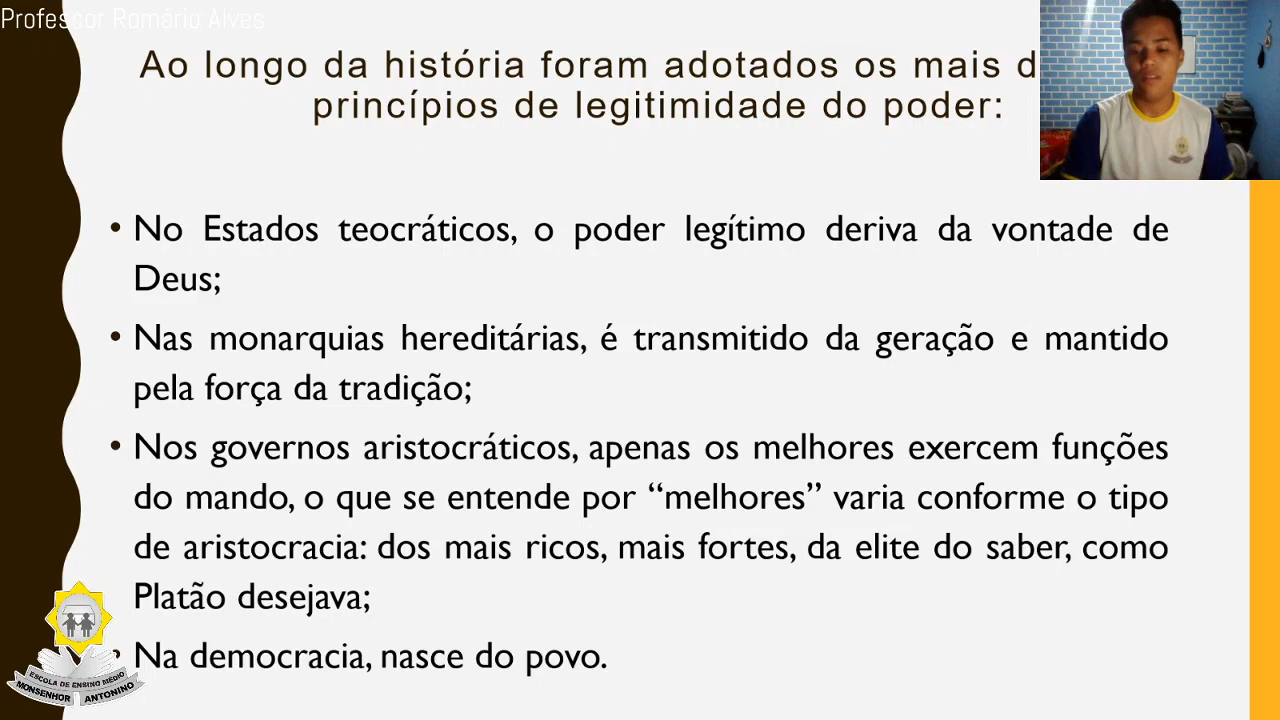 Professor Romário Alves
Ao longo da história foram adotados os mais d
princípios de legitimidade do poder:
• No Estados teocráticos, o poder legítimo deriva da vontade de
Deus;
• Nas monarquias hereditárias, é transmitido da geração e mantido
pela força da tradição;
• Nos governos aristocráticos, apenas os melhores exercem funções
do mando, o que se entende por “melhores” varia conforme o tipo
de aristocracia: dos mais ricos, mais fortes, da elite do saber, como
Platão desejava;
• Na democracia, nasce do povo.
ESCOLA DE ENSINO MÉDIO
MONSENHOR ANTONINO